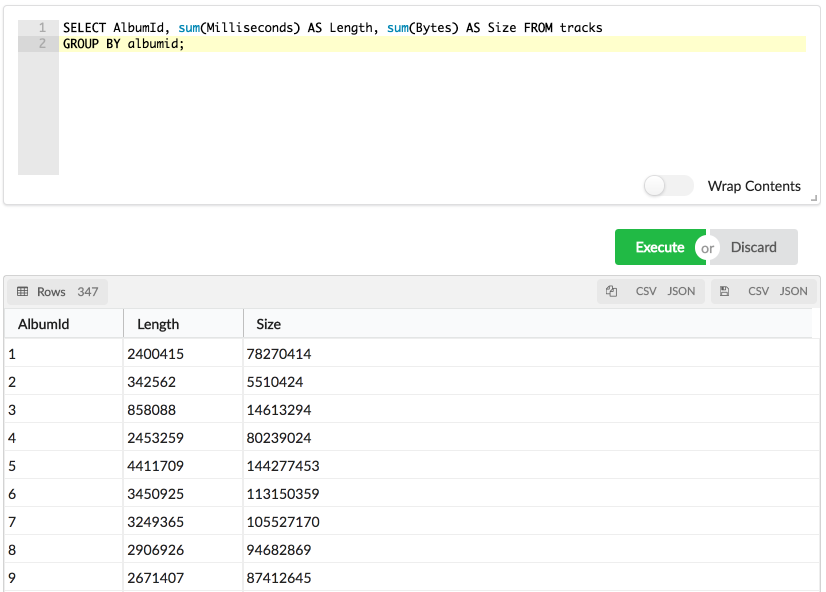 1 SELECT AlbumId, sum(Milliseconds) AS Length, sum(Bytes) AS Size FROM tracks
2 GROUP BY albumid;
Wrap Contents
Execute or Discard
Rows 347 CSV JSON CSV JSON
AlbumId Length Size
1 2400415 78270414
2 342562 5510424
3 858088 14613294
4 2453259 80239024
5 4411709 144277453
6 3450925 113150359
7 3249365 105527170
8 2906926 94682869
9 2671407 87412645